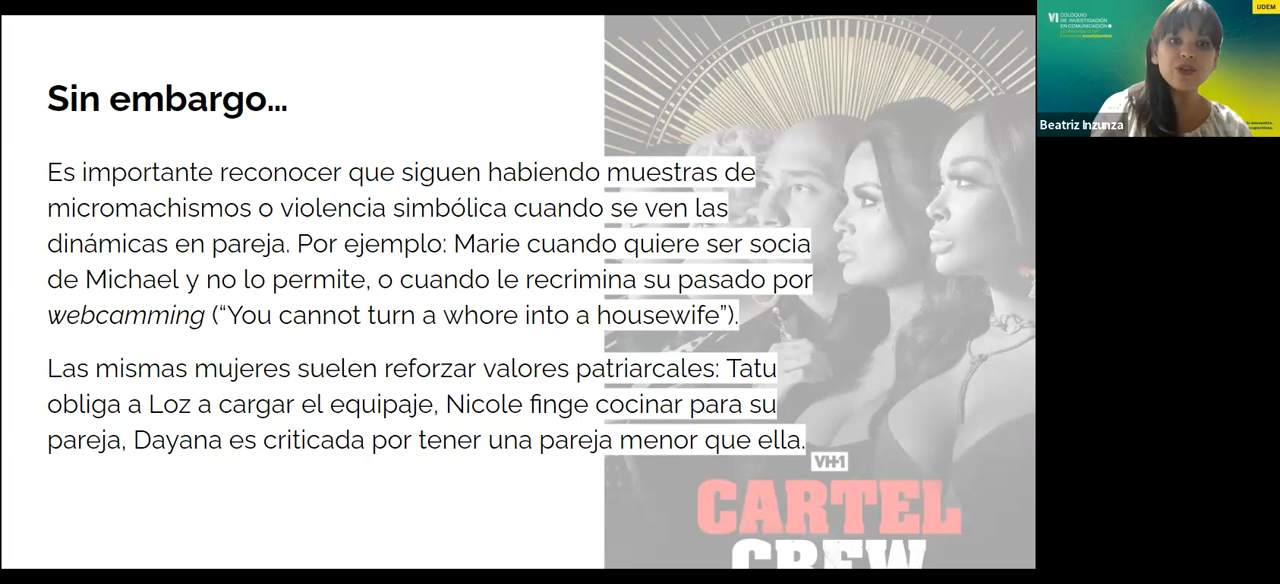 Sin embargo...
Es importante reconocer que siguen habiendo muestras de
micromachismos o violencia simbólica cuando se ven las
dinámicas en pareja. Por ejemplo: Marie cuando quiere ser socia
de Michael y no lo permite, o cuando le recrimina su pasado por
webcamming (“You cannot turn a whore into a housewife”).
Las mismas mujeres suelen reforzar valores patriarcales: Tatu
obliga a Loz a cargar el equipaje, Nicole finge cocinar para su
pareja, Dayana es criticada por tener una pareja menor que ella.
VH1
CARTEL
CREW
UDEM
VI COLOQUIO
DE INVESTIGACIÓN
EN COMUNICACIÓN
Beatriz Inzunza